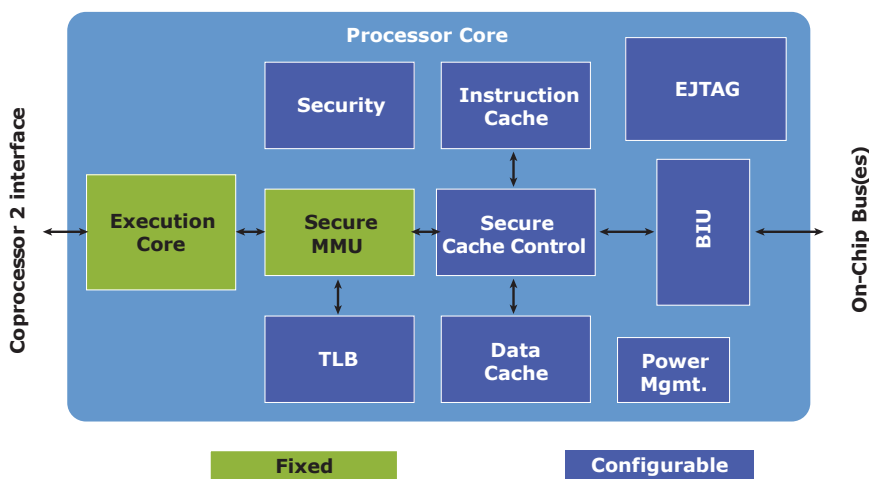 Processor Core
Security
Instruction
Cache
EJTAG
Coprocessor 2 interface
Execution
Core
Secure
MMU
Secure
Cache Control
BIU
On-Chip Bus(es)
TLB
Data
Cache
Power
Mgmt.
Fixed
Configurable